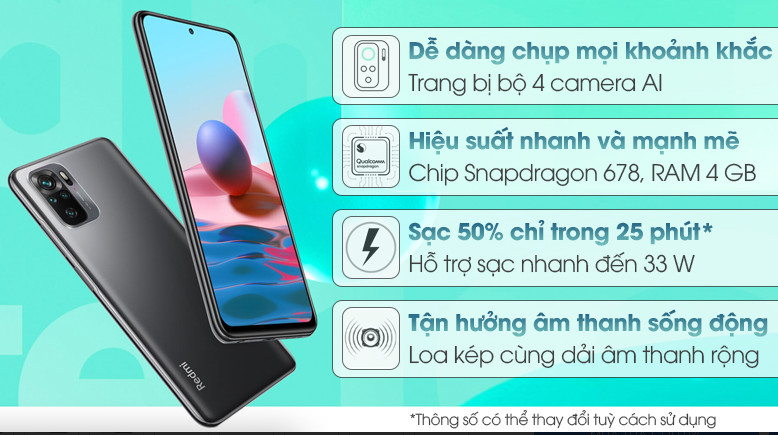 Dễ dàng chụp mọi khoảnh khắc
Trang bị bộ 4 camera AI
Qualcomm
snapdragon
Hiệu suất nhanh và mạnh mẽ
Chip Snapdragon 678, RAM 4 GB
Sạc 50% chỉ trong 25 phút*
Hỗ trợ sạc nhanh đến 33 W
Tận hưởng âm thanh sống động
Loa kép cùng dải âm thanh rộng
Redmi
*Thông số có thể thay đổi tuỳ cách sử dụng